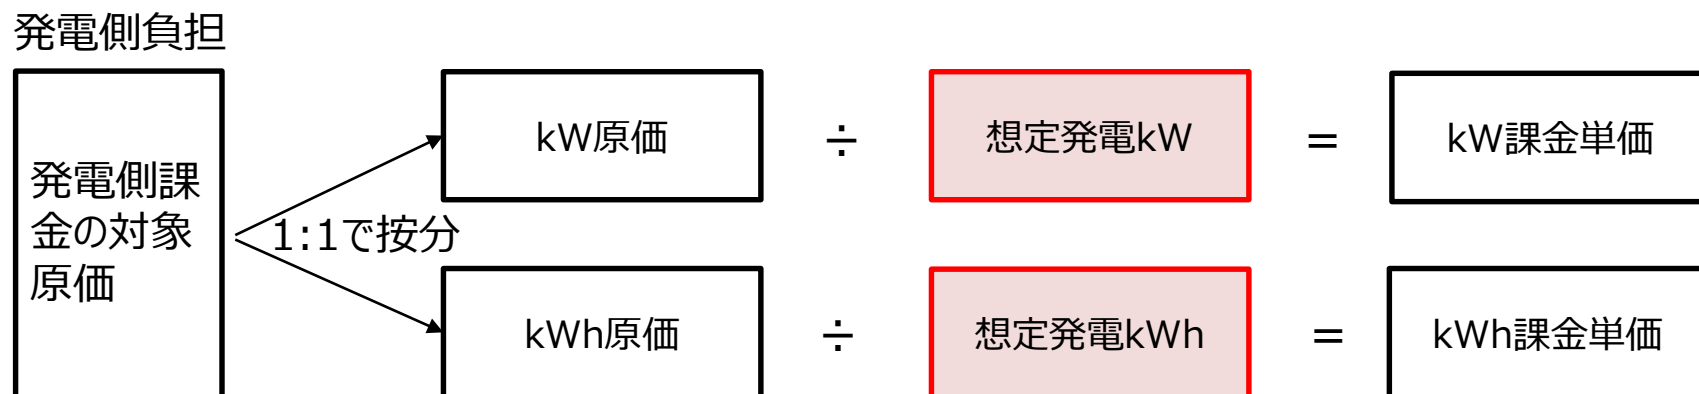 発電側負担
発電側課
金の対象
原価
1:1で按分
kW原価
÷
想定発電kW
=
kW課金単価
kWh原価
÷
想定発電kWh
=
kWh課金単価